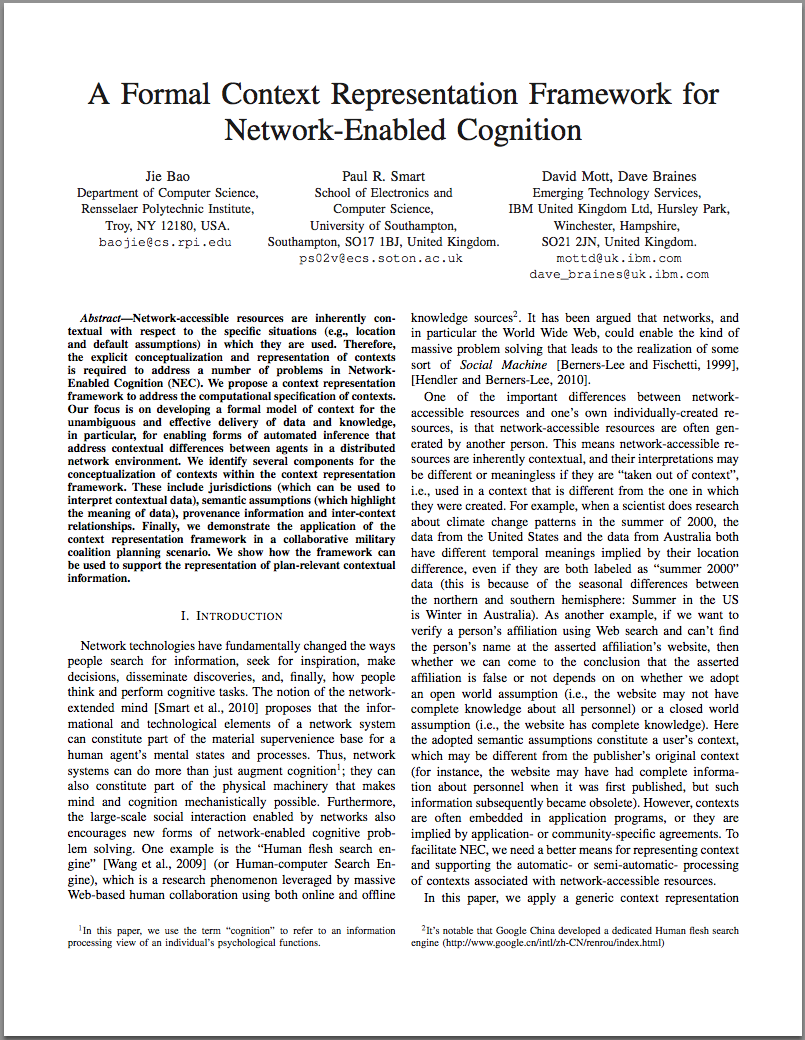 A Formal Context Representation Framework for
Network-Enabled Cognition
Jie Bao
Department of Computer Science,
Rensselaer Polytechnic Institute,
Troy, NY 12180, USA.
baojie@cs.rpi.edu
Paul R. Smart
School of Electronics and
Computer Science,
University of Southampton,
Southampton, SO17 1BJ, United Kingdom.
ps02v@ecs.soton.ac.uk
David Mott, Dave Braines
Emerging Technology Services,
IBM United Kingdom Ltd, Hursley Park,
Winchester, Hampshire,
SO21 2JN, United Kingdom.
mottd@uk.ibm.com
dave_braines@uk.ibm.com
Abstract—Network-accessible resources are inherently con-
textual with respect to the specific situations (e.g., location
and default assumptions) in which they are used. Therefore,
the explicit conceptualization and representation of contexts
is required to address a number of problems in Network-
Enabled Cognition (NEC). We propose a context representation
framework to address the computational specification of contexts.
Our focus is on developing a formal model of context for the
unambiguous and effective delivery of data and knowledge,
in particular, for enabling forms of automated inference that
address contextual differences between agents in a distributed
network environment. We identify several components for the
conceptualization of contexts within the context representation
framework. These include jurisdictions (which can be used to
interpret contextual data), semantic assumptions (which highlight
the meaning of data), provenance information and inter-context
relationships. Finally, we demonstrate the application of the
context representation framework in a collaborative military
coalition planning scenario. We show how the framework can
be used to support the representation of plan-relevant contextual
information.
I. INTRODUCTION
Network technologies have fundamentally changed the ways
people search for information, seek for inspiration, make
decisions, disseminate discoveries, and, finally, how people
think and perform cognitive tasks. The notion of the network-
extended mind [Smart et al., 2010] proposes that the infor-
mational and technological elements of a network system
can constitute part of the material supervenience base for a
human agent's mental states and processes. Thus, network
systems can do more than just augment cognition1; they can
also constitute part of the physical machinery that makes
mind and cognition mechanistically possible. Furthermore,
the large-scale social interaction enabled by networks also
encourages new forms of network-enabled cognitive prob-
lem solving. One example is the "Human flesh search en-
gine" [Wang et al., 2009] (or Human-computer Search En-
gine), which is a research phenomenon leveraged by massive
Web-based human collaboration using both online and offline
1In this paper, we use the term "cognition" to refer to an information
processing view of an individual's psychological functions.
knowledge sources2. It has been argued that networks, and
in particular the World Wide Web, could enable the kind of
massive problem solving that leads to the realization of some
sort of Social Machine [Berners-Lee and Fischetti, 1999],
[Hendler and Berners-Lee, 2010].
One of the important differences between network-
accessible resources and one's own individually-created re-
sources, is that network-accessible resources are often gen-
erated by another person. This means network-accessible re-
sources are inherently contextual, and their interpretations may
be different or meaningless if they are "taken out of context",
i.e., used in a context that is different from the one in which
they were created. For example, when a scientist does research
about climate change patterns in the summer of 2000, the
data from the United States and the data from Australia both
have different temporal meanings implied by their location
difference, even if they are both labeled as "summer 2000"
data (this is because of the seasonal differences between
the northern and southern hemisphere: Summer in the US
is Winter in Australia). As another example, if we want to
verify a person's affiliation using Web search and can't find
the person's name at the asserted affiliation's website, then
whether we can come to the conclusion that the asserted
affiliation is false or not depends on on whether we adopt
an open world assumption (i.e., the website may not have
complete knowledge about all personnel) or a closed world
assumption (i.e., the website has complete knowledge). Here
the adopted semantic assumptions constitute a user's context,
which may be different from the publisher's original context
(for instance, the website may have had complete informa-
tion about personnel when it was first published, but such
information subsequently became obsolete). However, contexts
are often embedded in application programs, or they are
implied by application- or community-specific agreements. To
facilitate NEC, we need a better means for representing context
and supporting the automatic- or semi-automatic- processing
of contexts associated with network-accessible resources.
In this paper, we apply a generic context representation
2It's notable that Google China developed a dedicated Human flesh search
engine (http://www.google.cn/intl/zh-CN/renrou/index.html)